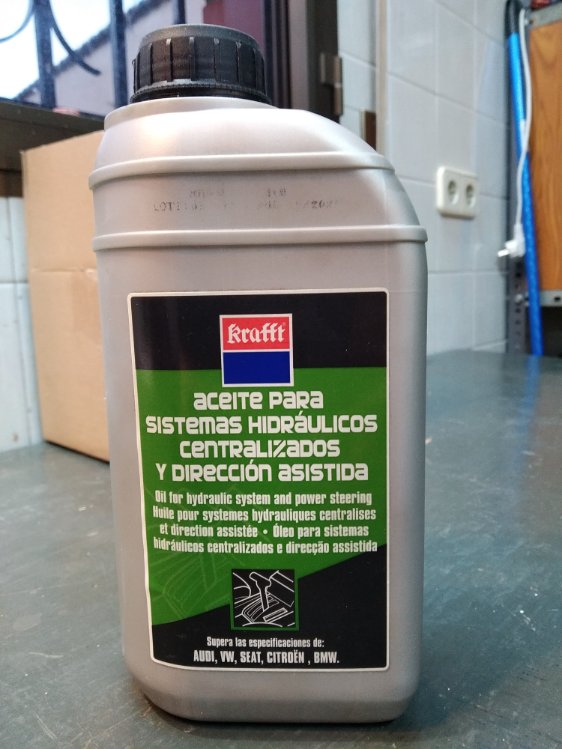 krafft
ACEITE PARA
SISTEMAS HIDRÁULICOS
CENTRALIZADOS
Y DIRECCIÓN ASISTIDA
Oil for hydraulic system and power steering
Huile pour systemes hydrauliques centralises
et direction assistée • Óleo para sistemas
hidráulicos centralizados e direcção assistida
Supera las especificaciones de:
AUDI, VW, SEAT, CITROËN , BMW.